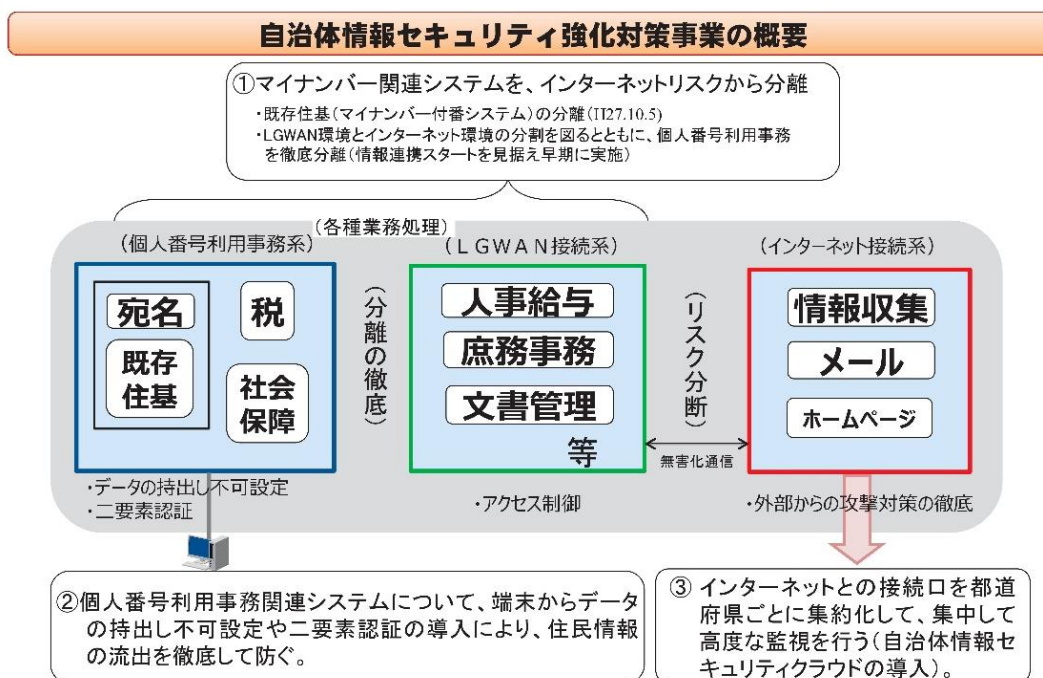 自治体情報セキュリティ強化対策事業の概要
①マイナンバー関連システムを、インターネットリスクから分離
・既存住基(マイナンバー付番システム)の分離(H27.10.5)
・LGWAN環境とインターネット環境の分割を図るとともに、個人番号利用事務
を徹底分離(情報連携スタートを見据え早期に実施)
(各種業務処理)
(個人番号利用事務系)
宛名
既存
住基
税
社会
保障
・データの持出し不可設定
・二要素認証
(分離の徹底)
(LGWAN接続系)
人事給与
庶務事務
文書管理
等
・アクセス制御
(リスク分断)
無害化通信
(インターネット接続系)
情報収集
メール
ホームページ
・外部からの攻撃対策の徹底
②個人番号利用事務関連システムについて、端末からデータ
の持出し不可設定や二要素認証の導入により、住民情報
の流出を徹底して防ぐ。
③ インターネットとの接続口を都道
府県ごとに集約化して、集中して
高度な監視を行う(自治体情報セ
キュリティクラウドの導入)。